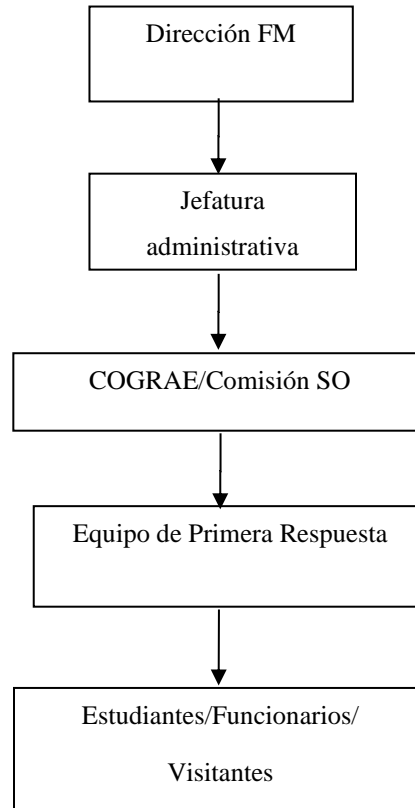 Dirección FM
Jefatura
administrativa
COGRAE/Comisión SO
Equipo de Primera Respuesta
Estudiantes/Funcionarios/
Visitantes